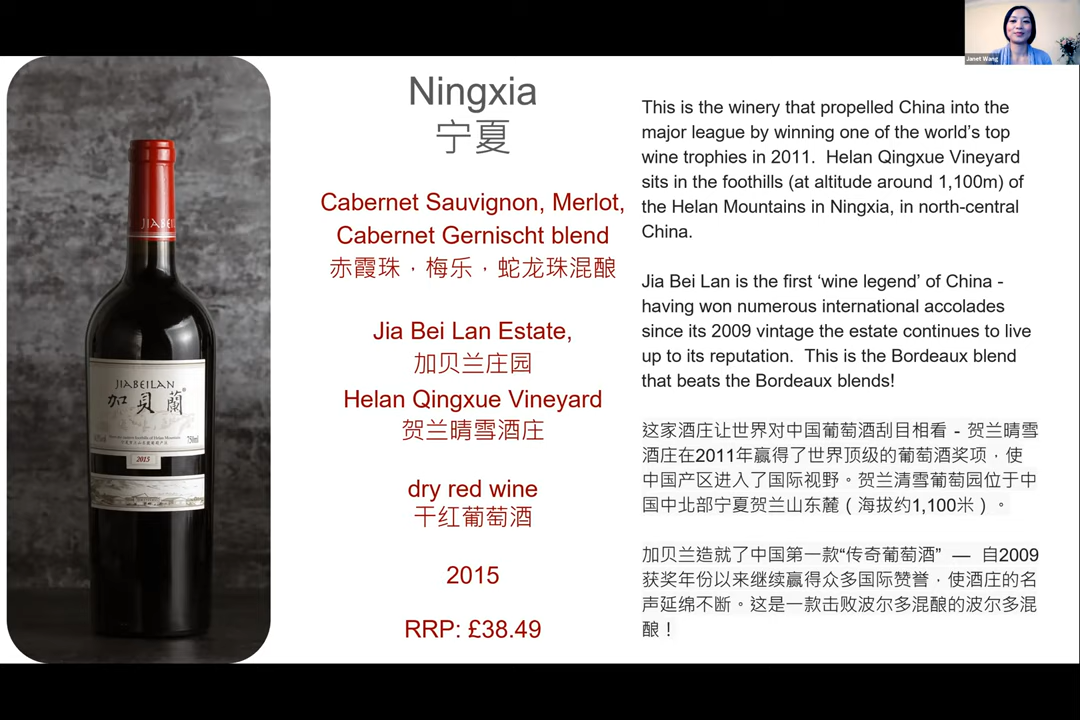 Janet Wang
Ningxia
宁夏
Cabernet Sauvignon, Merlot,
Cabernet Gernischt blend
赤霞珠，梅乐，蛇龙珠混酿
Jia Bei Lan Estate,
加贝兰庄园
Helan Qingxue Vineyard
贺兰晴雪酒庄
dry red wine
干红葡萄酒
2015
RRP: £38.49
This is the winery that propelled China into the
major league by winning one of the world's top
wine trophies in 2011.  Helan Qingxue Vineyard
sits in the foothills (at altitude around 1,100m) of
the Helan Mountains in Ningxia, in north-central
China.
Jia Bei Lan is the first 'wine legend' of China -
having won numerous international accolades
since its 2009 vintage the estate continues to live
up to its reputation.  This is the Bordeaux blend
that beats the Bordeaux blends!
这家酒庄让世界对中国葡萄酒刮目相看 - 贺兰晴雪
酒庄在2011年赢得了世界顶级的葡萄酒奖项，使
中国产区进入了国际视野。贺兰清雪葡萄园位于中
国中北部宁夏贺兰山东麓（海拔约1,100米）。
加贝兰造就了中国第一款“传奇葡萄酒” — 自2009
获奖年份以来继续赢得众多国际赞誉，使酒庄的名
声延绵不断。这是一款击败波尔多混酿的波尔多混
酿！
JIABEI
JIABEILAN
加贝蘭
750ml
2015